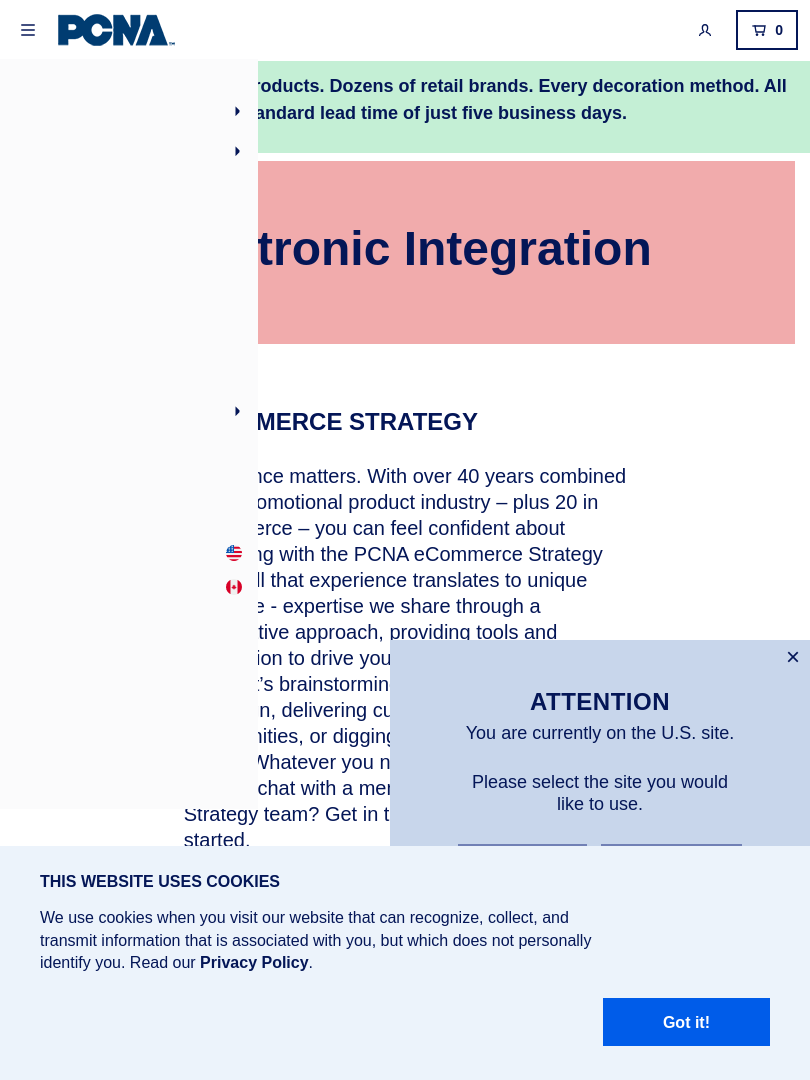 PCNA
0
roducts. Dozens of retail brands. Every decoration method. All
andard lead time of just five business days.
tronic Integration
MERCE STRATEGY
nce matters. With over 40 years combined
omotional product industry – plus 20 in
erce – you can feel confident about
ng with the PCNA eCommerce Strategy
ll that experience translates to unique
e - expertise we share through a
tive approach, providing tools and
ion to drive you
t’s brainstorming
n, delivering cu
nities, or digging
Whatever you n
chat with a me
Strategy team? Get in t
started.
×
ATTENTION
You are currently on the U.S. site.
Please select the site you would
like to use.
THIS WEBSITE USES COOKIES
We use cookies when you visit our website that can recognize, collect, and
transmit information that is associated with you, but which does not personally
identify you. Read our Privacy Policy.
Got it!